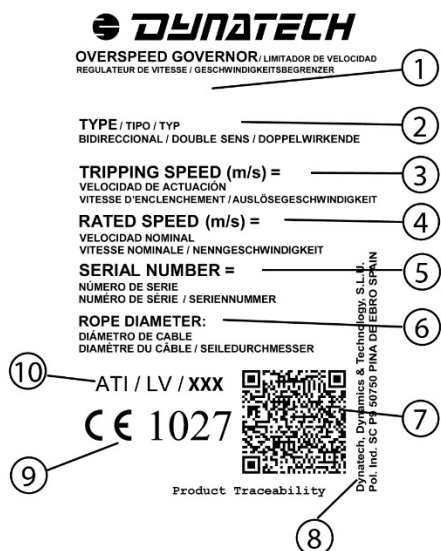 DYNATECH
OVERSPEED GOVERNOR / LIMITADOR DE VELOCIDAD
REGULATEUR DE VITESSE / GESCHWINDIGKEITSBEGRENZER
1
TYPE / TIPO / TYP
BIDIRECCIONAL / DOUBLE SENS / DOPPELWIRKENDE
2
TRIPPING SPEED (m/s) =
VELOCIDAD DE ACTUACIÓN
VITESSE D'ENCLENCHEMENT / AUSLÖSEGESCHWINDIGKEIT
3
RATED SPEED (m/s) =
VELOCIDAD NOMINAL
VITESSE NOMINALE / NENNGESCHWINDIGKEIT
4
SERIAL NUMBER =
NÚMERO DE SERIE
NUMÉRO DE SÉRIE / SERIENNUMMER
5
ROPE DIAMETER:
DIÁMETRO DE CABLE
DIAMÈTRE DU CÂBLE / SEILEDURCHMESSER
6
10
ATI / LV / XXX
CE 1027
9
7
Product Traceability
Dynatech, Dynamics & Technology, S.L.U.
Pol. Ind. SC P9 50750 PINA DE EBRO SPAIN
8